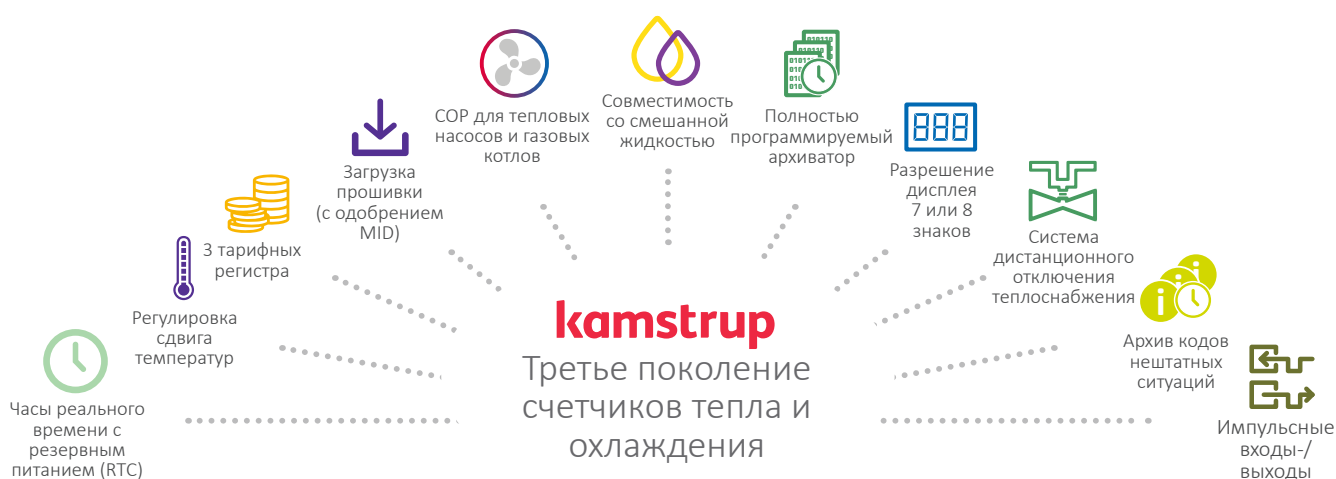 Часы реального
времени с
резервным
питанием (RTC)
Регулировка
сдвига
температур
3 тарифных
регистра
Загрузка
прошивки
(с одобрением
MID)
COP для тепловых
насосов и газовых
котлов
Совместимость
со смешанной
жидкостью
Полностью
программируемый
архиватор
Разрешение
дисплея
7 или 8
знаков
Система
дистанционного
отключения
теплоснабжения
Архив кодов
нештатных
ситуаций
Импульсные
входы-/
выходы
kamstrup
Третье поколение
счетчиков тепла и
охлаждения